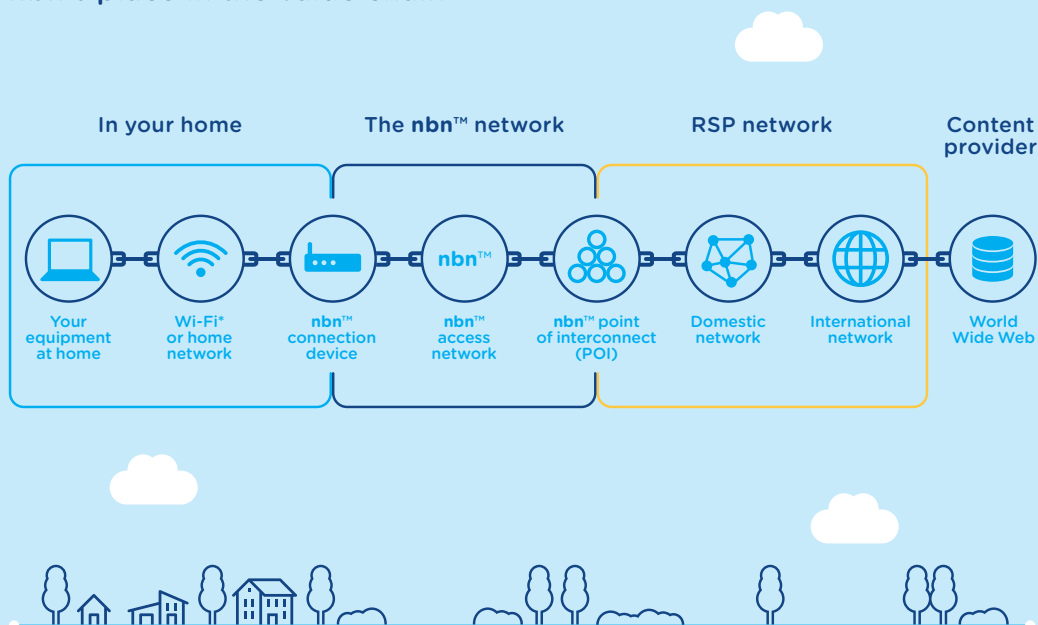 In your home
The nbn™ network
RSP network
Content
provider
Your
equipment
at home
Wi-Fi*
or home
network
nbn™
connection
device
nbn™
nbn™
access
network
nbn™ point
of interconnect
(POI)
Domestic
network
International
network
World
Wide Web